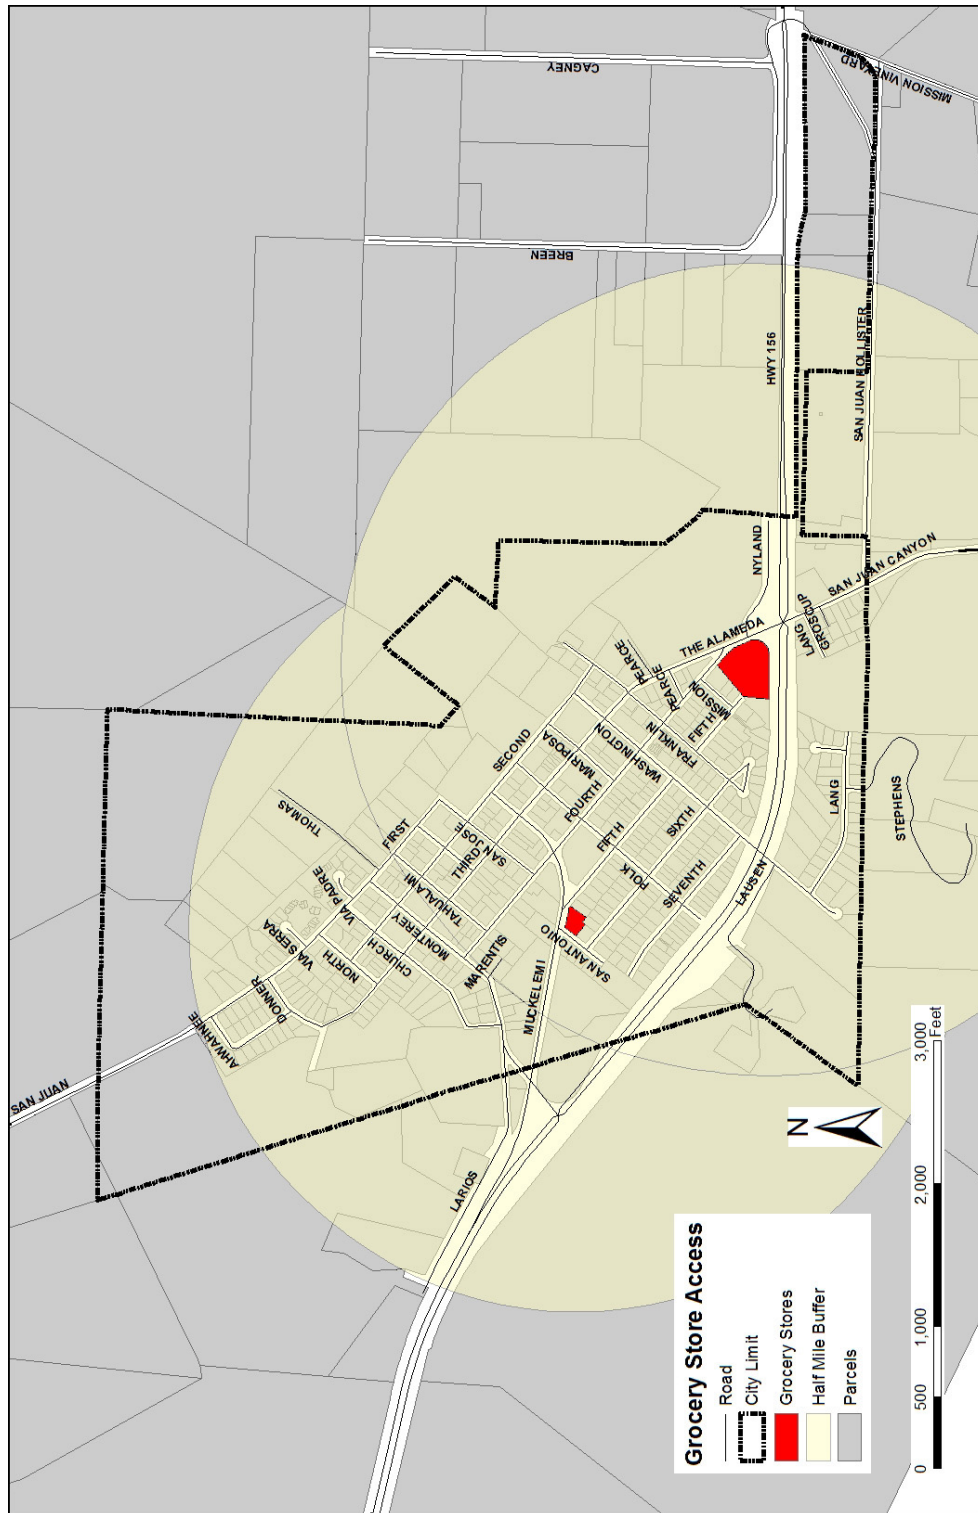 CAGNEY
MISSION VINEYARD
BREEN
HWY 156
SAN JUAN HOLLISTER
NYLAND
SAN JUAN CANYON
THE ALAMEDA
LANG
GROSCUP
PEARCE
PEARCE
MISSION
FIFTH
FRANKLIN
WASHINGTON
MARIPOSA
SECOND
FOURTH
FIFTH
SIXTH
POLK
SEVENTH
LAUSEN
LANG
STEPHENS
THOMAS
FIRST
SAN JOSE
THIRD
TAHUALAMI
MONTEREY
CHURCH
NORTH
VIA PADRE
VIA SERRA
DONNER
AHWAHNEE
SAN JUAN
MARENTIS
SAN ANTONIO
MUCKELEMI
LARIOS
N
Grocery Store Access
Road
City Limit
Grocery Stores
Half Mile Buffer
Parcels
0 500 1,000 2,000 3,000
Feet